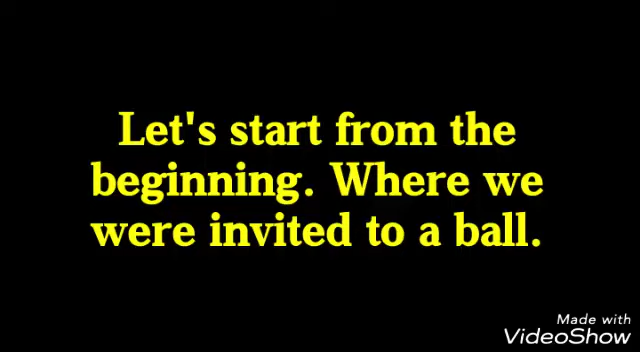 Let's start from the
beginning. Where we
were invited to a ball.
Made with
VideoShow